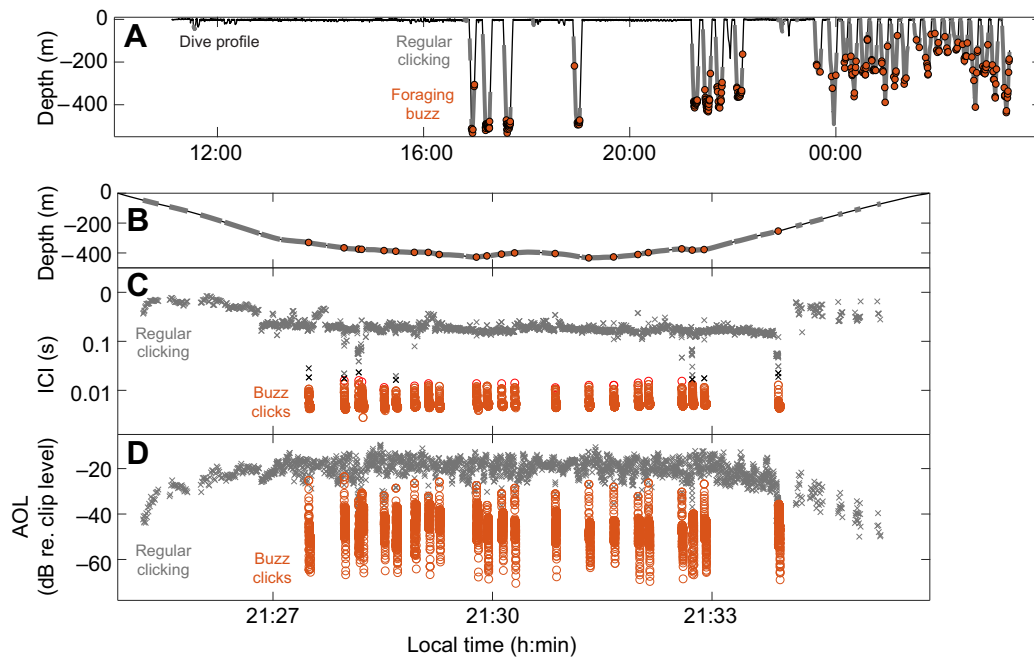 A
Depth (m)
0
–200
–400
Dive profile
Regular
clicking
Foraging
buzz
12:00
16:00
20:00
00:00
B
Depth (m)
0
–200
–400
C
ICI (s)
0
0.1
0.01
Regular
clicking
Buzz
clicks
D
AOL
(dB re. clip level)
–20
–40
–60
Regular
clicking
Buzz
clicks
21:27
21:30
21:33
Local time (h:min)